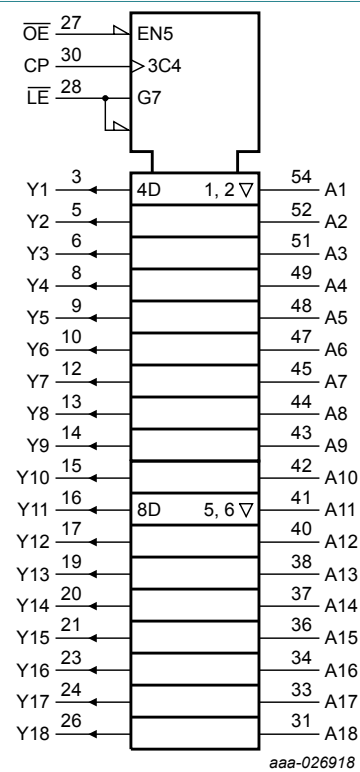 OE 27 EN5
CP 30 3C4
LE 28 G7
Y1 3 4D 1, 2 ▽ 54 A1
Y2 5 52 A2
Y3 6 51 A3
Y4 8 49 A4
Y5 9 48 A5
Y6 10 47 A6
Y7 12 45 A7
Y8 13 44 A8
Y9 14 43 A9
Y10 15 42 A10
Y11 16 8D 5, 6 ▽ 41 A11
Y12 17 40 A12
Y13 19 38 A13
Y14 20 37 A14
Y15 21 36 A15
Y16 23 34 A16
Y17 24 33 A17
Y18 26 31 A18
aaa-026918